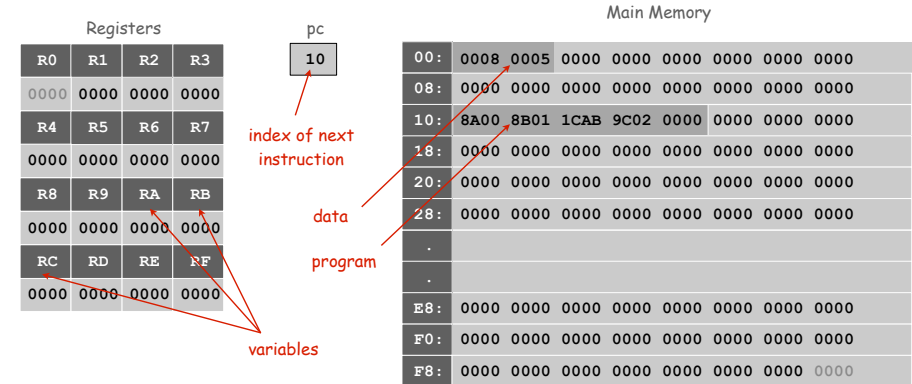 Main Memory
Registers
pc
R0 R1 R2 R3
0000 0000 0000 0000
R4 R5 R6 R7
0000 0000 0000 0000
R8 R9 RA RB
0000 0000 0000 0000
RC RD RE RF
0000 0000 0000 0000
10
index of next
instruction
data
program
variables
00: 0008 0005 0000 0000 0000 0000 0000 0000
08: 0000 0000 0000 0000 0000 0000 0000 0000
10: 8A00 8B01 1CAB 9C02 0000 0000 0000 0000
18: 0000 0000 0000 0000 0000 0000 0000 0000
20: 0000 0000 0000 0000 0000 0000 0000 0000
28: 0000 0000 0000 0000 0000 0000 0000 0000
.
.
E8: 0000 0000 0000 0000 0000 0000 0000 0000
F0: 0000 0000 0000 0000 0000 0000 0000 0000
F8: 0000 0000 0000 0000 0000 0000 0000 0000